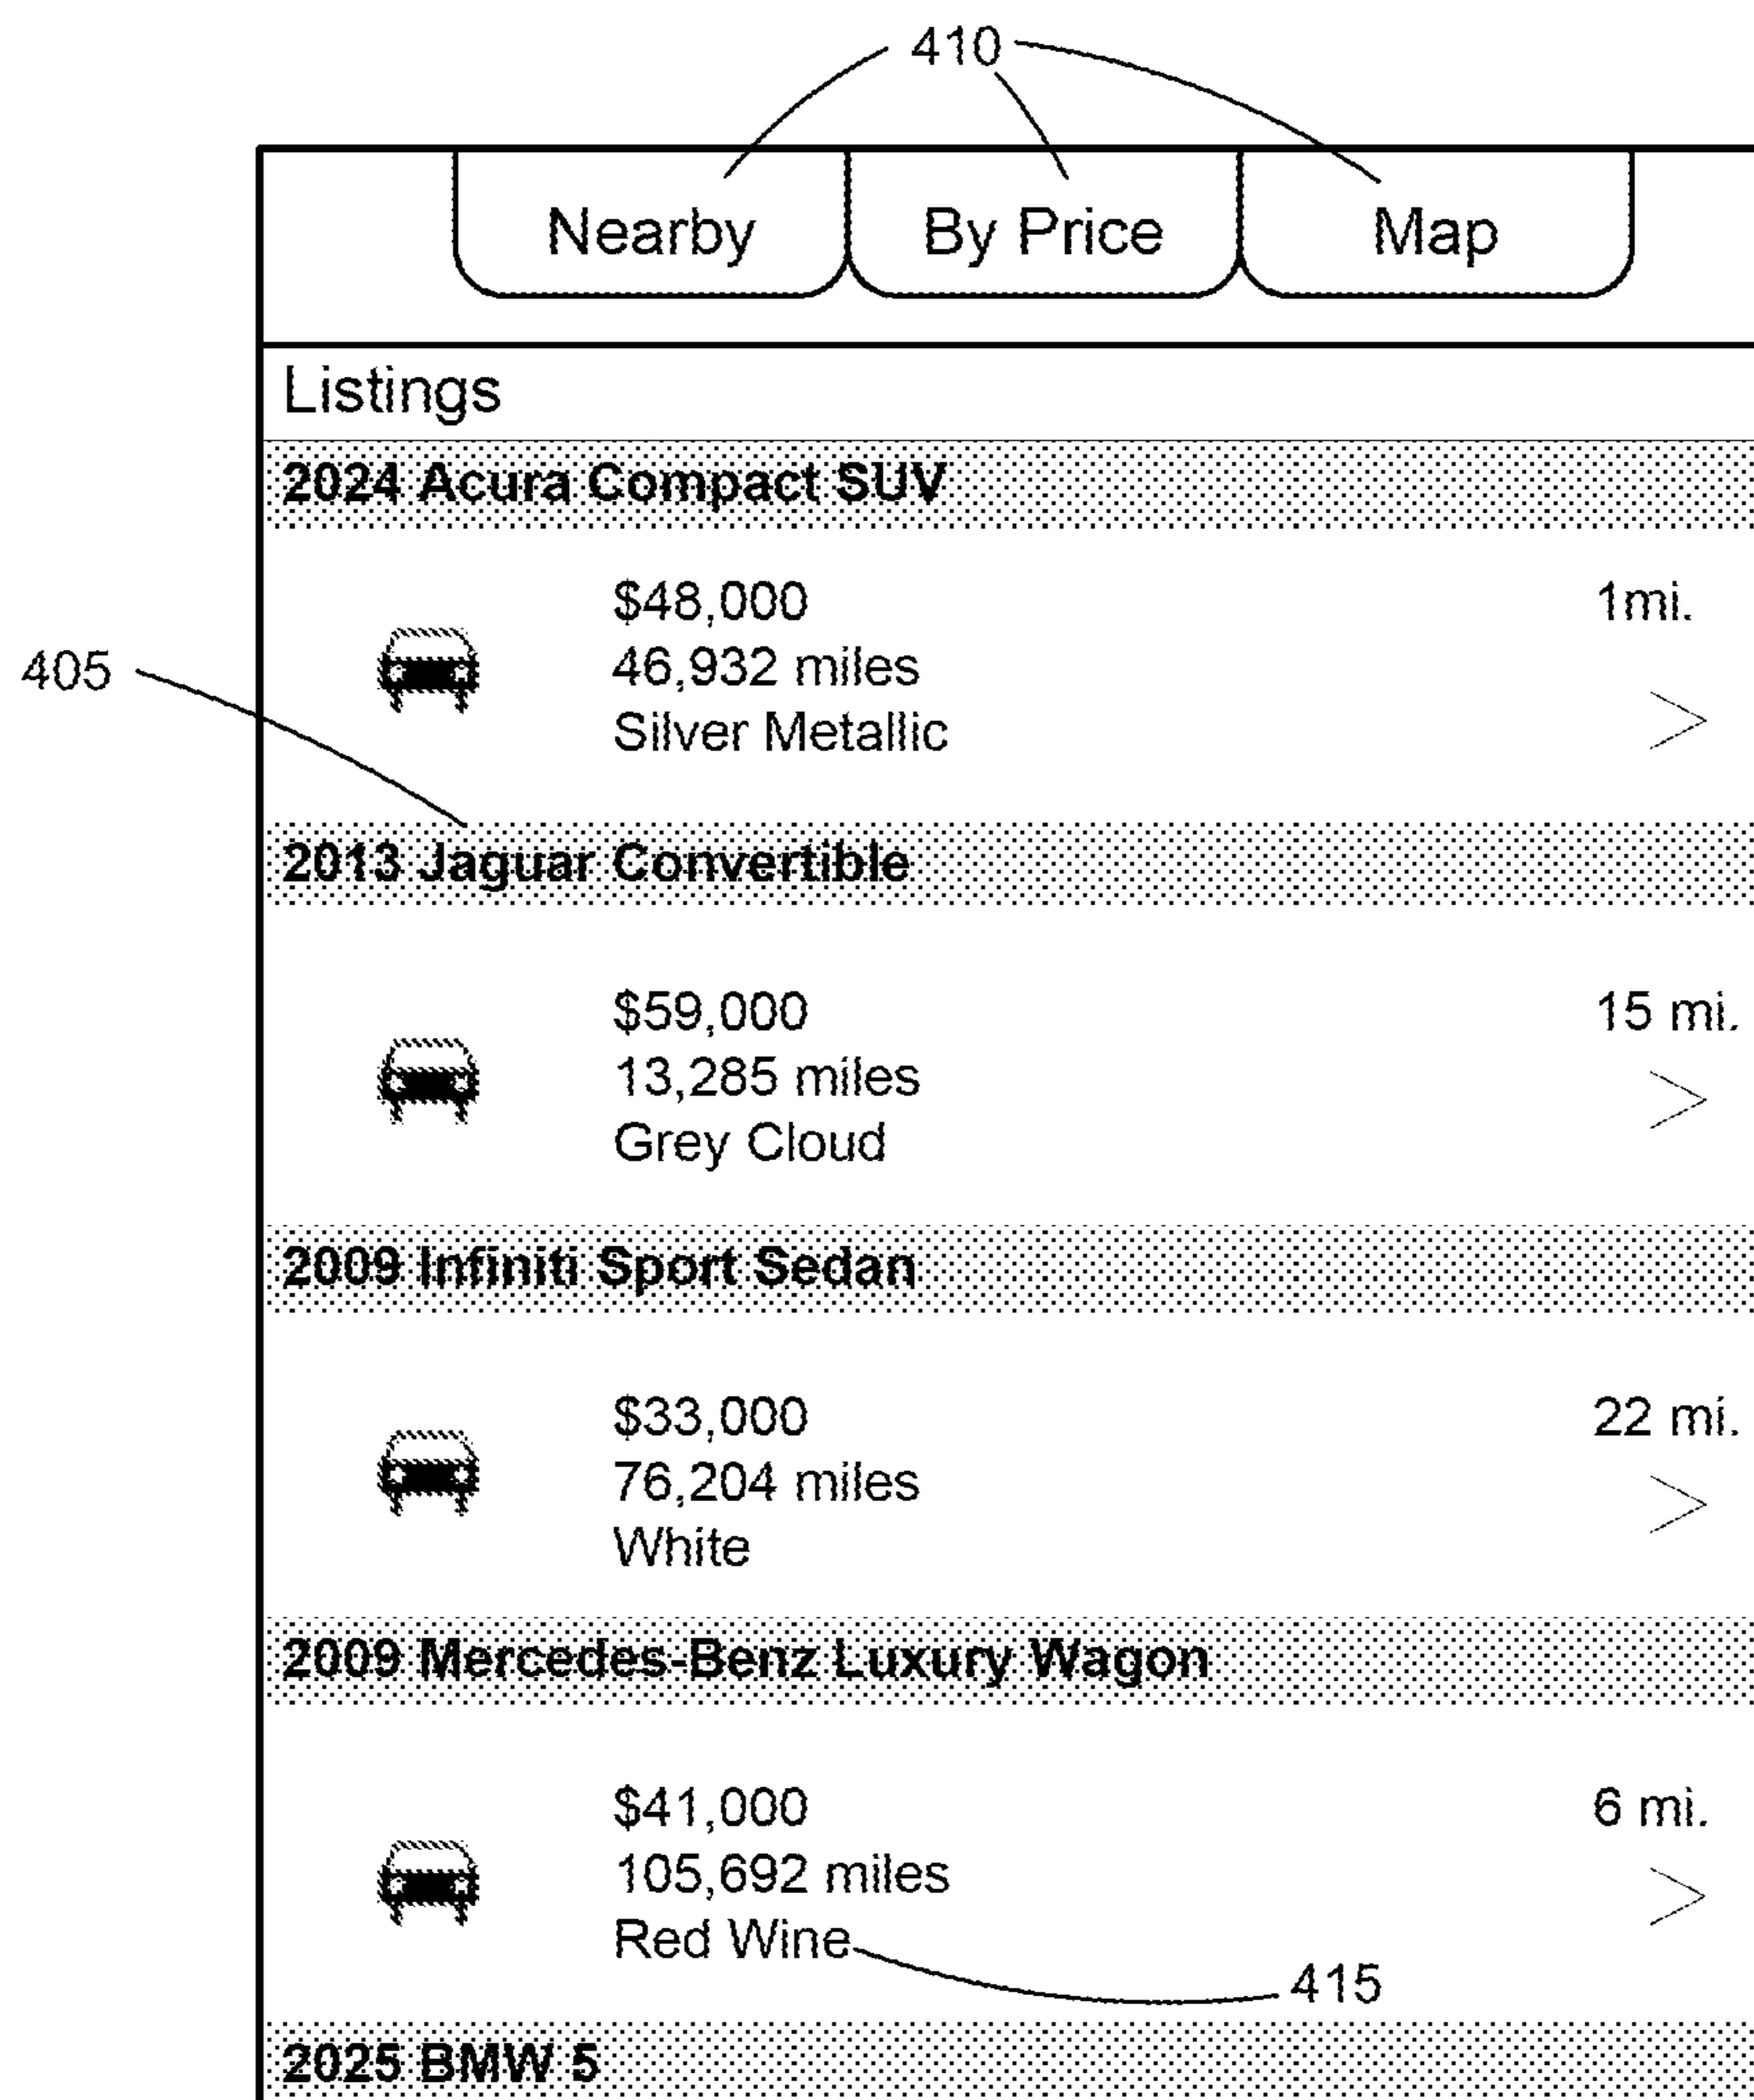 410
Nearby By Price Map
Listings
2024 Acura Compact SUV
$48,000 1mi.
405 46,932 miles
Silver Metallic >
2013 Jaguar Convertible
$59,000 15 mi.
13,285 miles
Grey Cloud >
2009 Infiniti Sport Sedan
$33,000 22 mi.
76,204 miles
White >
2009 Mercedes-Benz Luxury Wagon
$41,000 6 mi.
105,692 miles
Red Wine >
415
2025 BMW 5